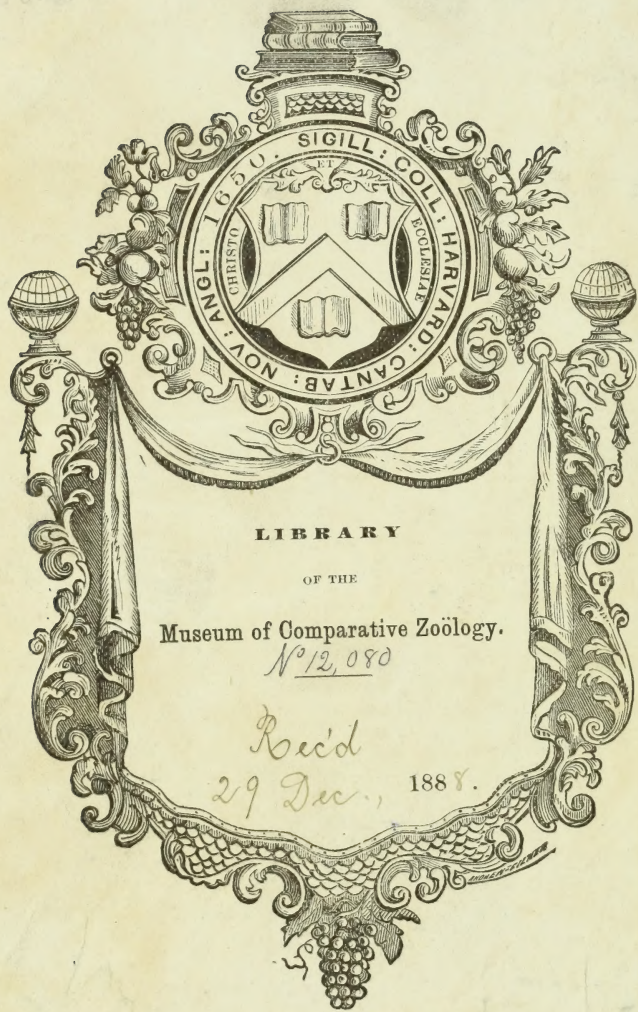 SIGILL: COLL: HARVARD: CANTAB: NOV: ANGL: 1650.
ET
CHRISTO
ECCLESIAE
LIBRARY
OF THE
Museum of Comparative Zoölogy.
No 12,080
Rec'd
29 Dec., 1888.